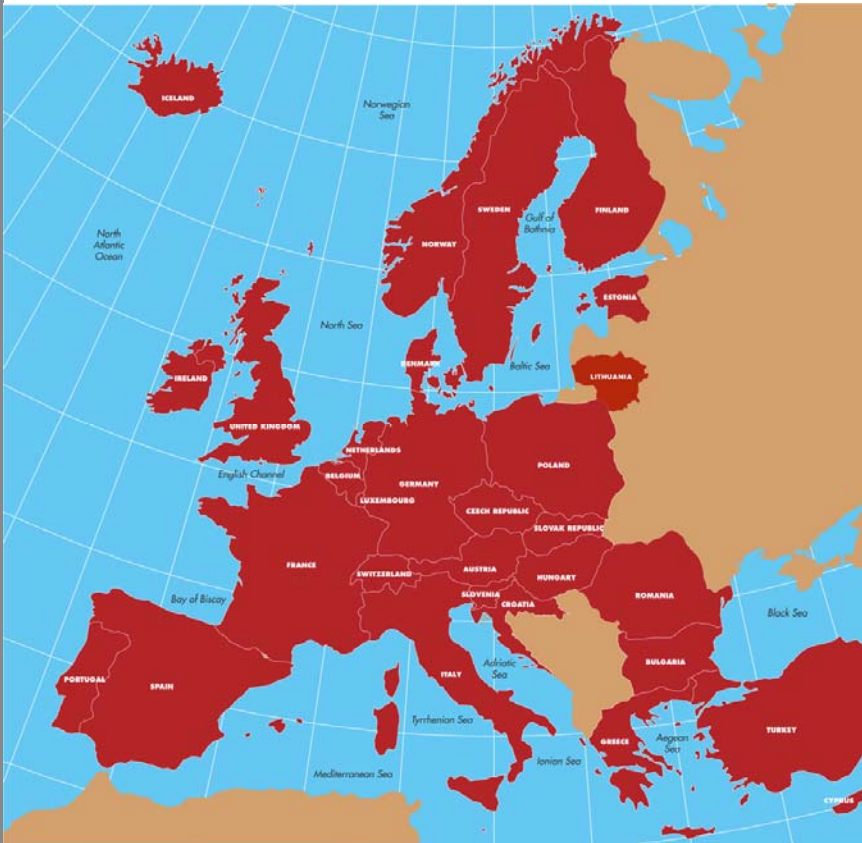 ICELAND
Norwegian
Sea
SWEDEN
FINLAND
Gulf of
Bothnia
NORWAY
North
Atlantic
Ocean
ESTONIA
North Sea
DENMARK
Baltic Sea
LITHUANIA
IRELAND
UNITED KINGDOM
NETHERLANDS
POLAND
English Channel
BELGIUM
GERMANY
LUXEMBOURG
CZECH REPUBLIC
SLOVAK REPUBLIC
FRANCE
SWITZERLAND
AUSTRIA
HUNGARY
SLOVENIA
ROMANIA
Bay of Biscay
CROATIA
Black Sea
BULGARIA
Adriatic
Sea
ITALY
PORTUGAL
SPAIN
Tyrrhenian Sea
TURKEY
GREECE
Aegean
Sea
Ionian Sea
Mediterranean Sea
CYPRUS